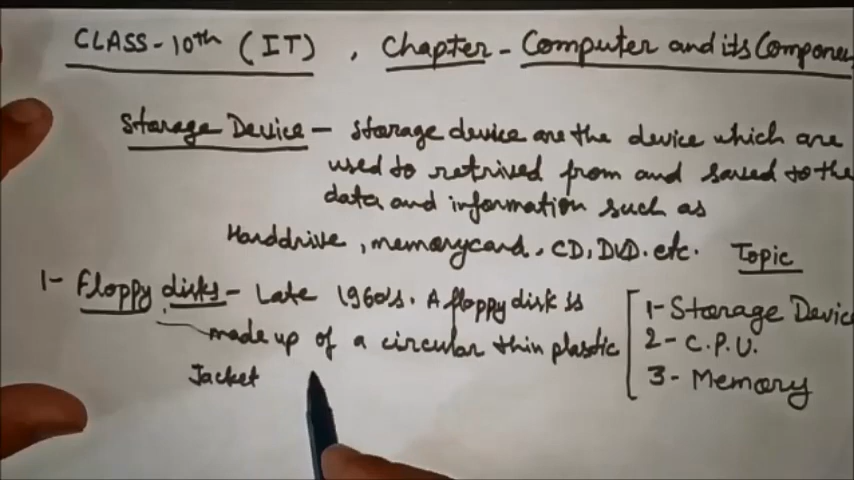 CLASS-10th (IT) , Chapter - Computer and its Componen
Storage Device - Storage device are the device which are
used to retrived from and saved to the
data, and information such as
Harddrive, memorycard, CD, DVD. etc.
1- Floppy disks - Late 1960's. A floppy disk is
made up of a circular thin plastic
Jacket
Topic
1- Storage Device
2- C.P.U.
3- Memory